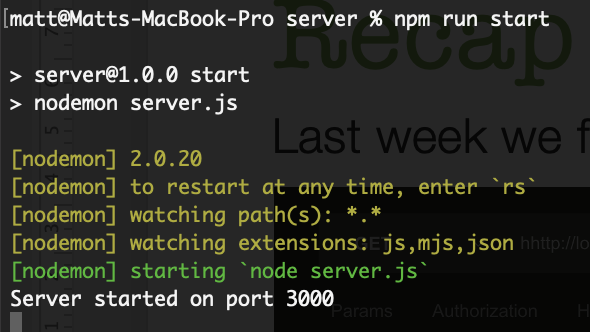 [matt@Matts-MacBook-Pro server % npm run start
> server@1.0.0 start
> nodemon server.js
[nodemon] 2.0.20
[nodemon] to restart at any time, enter `rs`
[nodemon] watching path(s): *.*
[nodemon] watching extensions: js,mjs,json
[nodemon] starting `node server.js`
Server started on port 3000
Recap
Last week we f
hhttp://lo
Params Authorization H